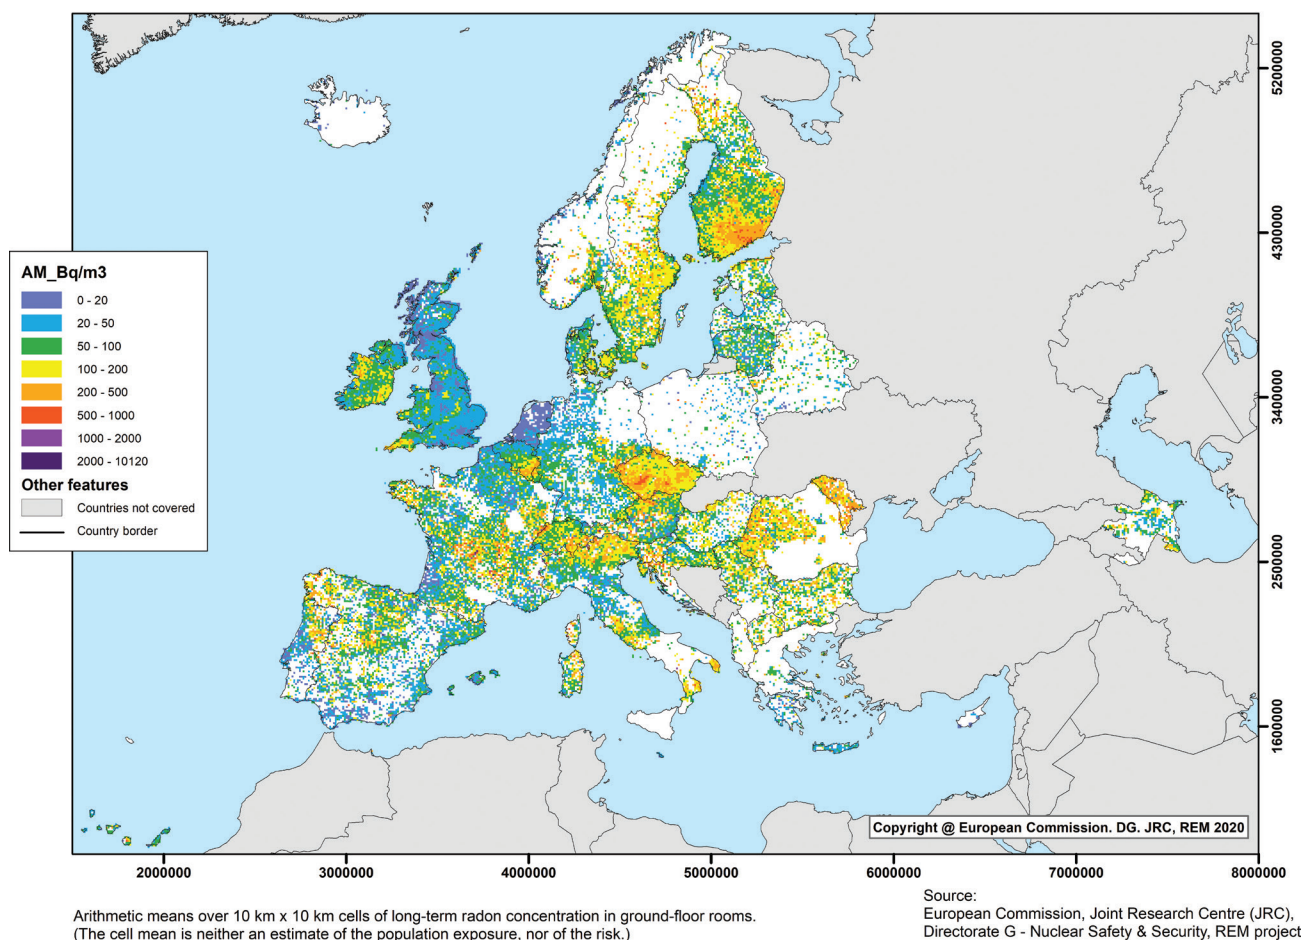 AM_Bq/m3
0 - 20
20 - 50
50 - 100
100 - 200
200 - 500
500 - 1000
1000 - 2000
2000 - 10120
Other features
Countries not covered
Country border
5200000
4300000
3400000
2500000
1600000
Copyright @ European Commission. DG. JRC, REM 2020
2000000 3000000 4000000 5000000 6000000 7000000 8000000
Arithmetic means over 10 km x 10 km cells of long-term radon concentration in ground-floor rooms.
(The cell mean is neither an estimate of the population exposure, nor of the risk.)
Source:
European Commission, Joint Research Centre (JRC),
Directorate G - Nuclear Safety & Security, REM project